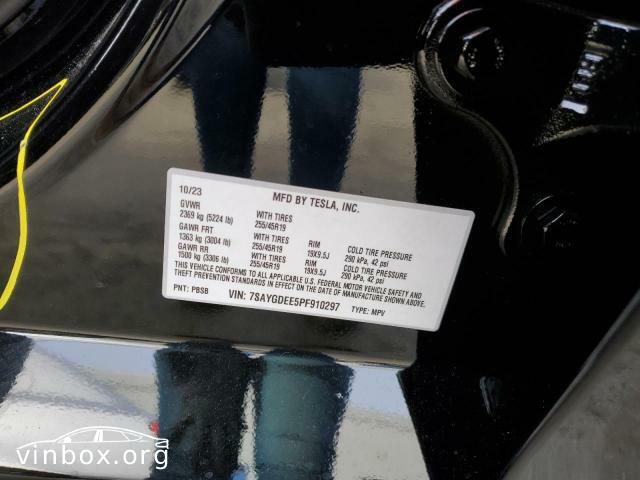 10/23 MFD BY TESLA, INC.
GVWR
2369 kg (5224 lb) WITH TIRES
GAWR FRT 255/45R19 RIM COLD TIRE PRESSURE
1363 kg (3004 lb) WITH TIRES 19X9.5J 290 kPa, 42 psi
GAWR RR 255/45R19 RIM COLD TIRE PRESSURE
1500 kg (3306 lb) 19X9.5J 290 kPa, 42 psi
THIS VEHICLE CONFORMS TO ALL APPLICABLE U.S. FEDERAL MOTOR VEHICLE SAFETY AND
THEFT PREVENTION STANDARDS IN EFFECT ON THE DATE OF MANUFACTURE SHOWN ABOVE.
PNT: PBSB VIN: 7SAYGDEE5PF910297 TYPE: MPV
vinbox.org